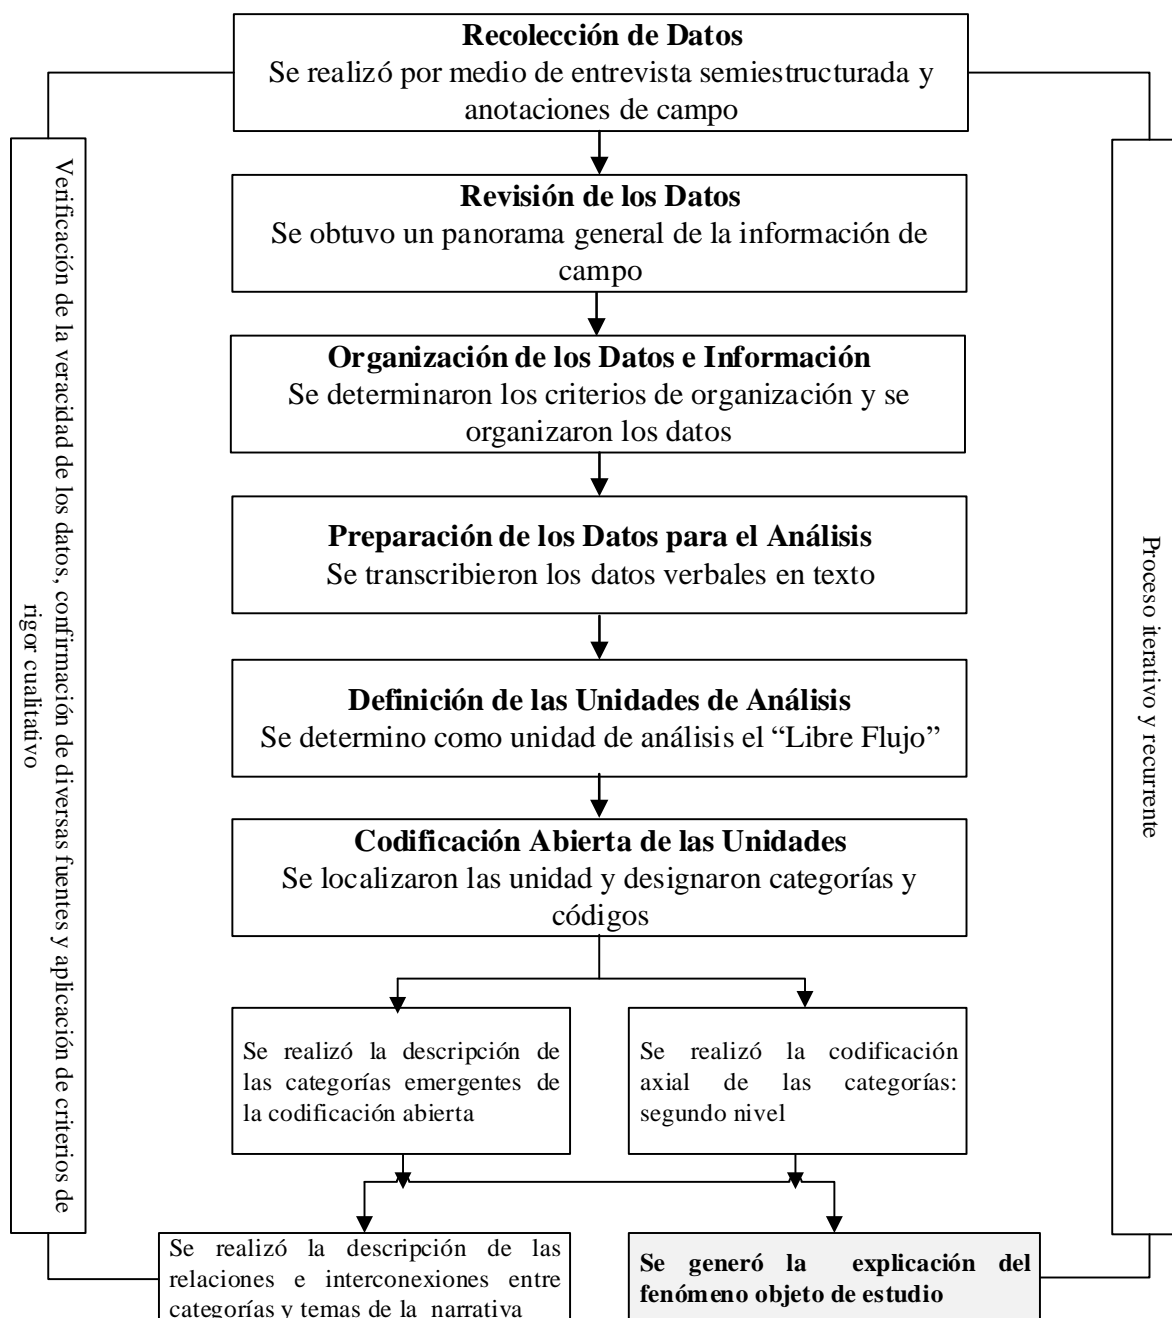 Recolección de Datos
Se realizó por medio de entrevista semiestructurada y
anotaciones de campo
Revisión de los Datos
Se obtuvo un panorama general de la información de
campo
Organización de los Datos e Información
Se determinaron los criterios de organización y se
organizaron los datos
Preparación de los Datos para el Análisis
Se transcribieron los datos verbales en texto
Definición de las Unidades de Análisis
Se determino como unidad de análisis el “Libre Flujo”
Codificación Abierta de las Unidades
Se localizaron las unidad y designaron categorías y
códigos
Se realizó la descripción de
las categorías emergentes de
la codificación abierta
Se realizó la codificación
axial de las categorías:
segundo nivel
Se realizó la descripción de las
relaciones e interconexiones entre
categorías y temas de la narrativa
Se generó la explicación del
fenómeno objeto de estudio
Verificación de la veracidad de los datos, confirmación de diversas fuentes y aplicación de criterios de
rigor cualitativo
Proceso iterativo y recurrente